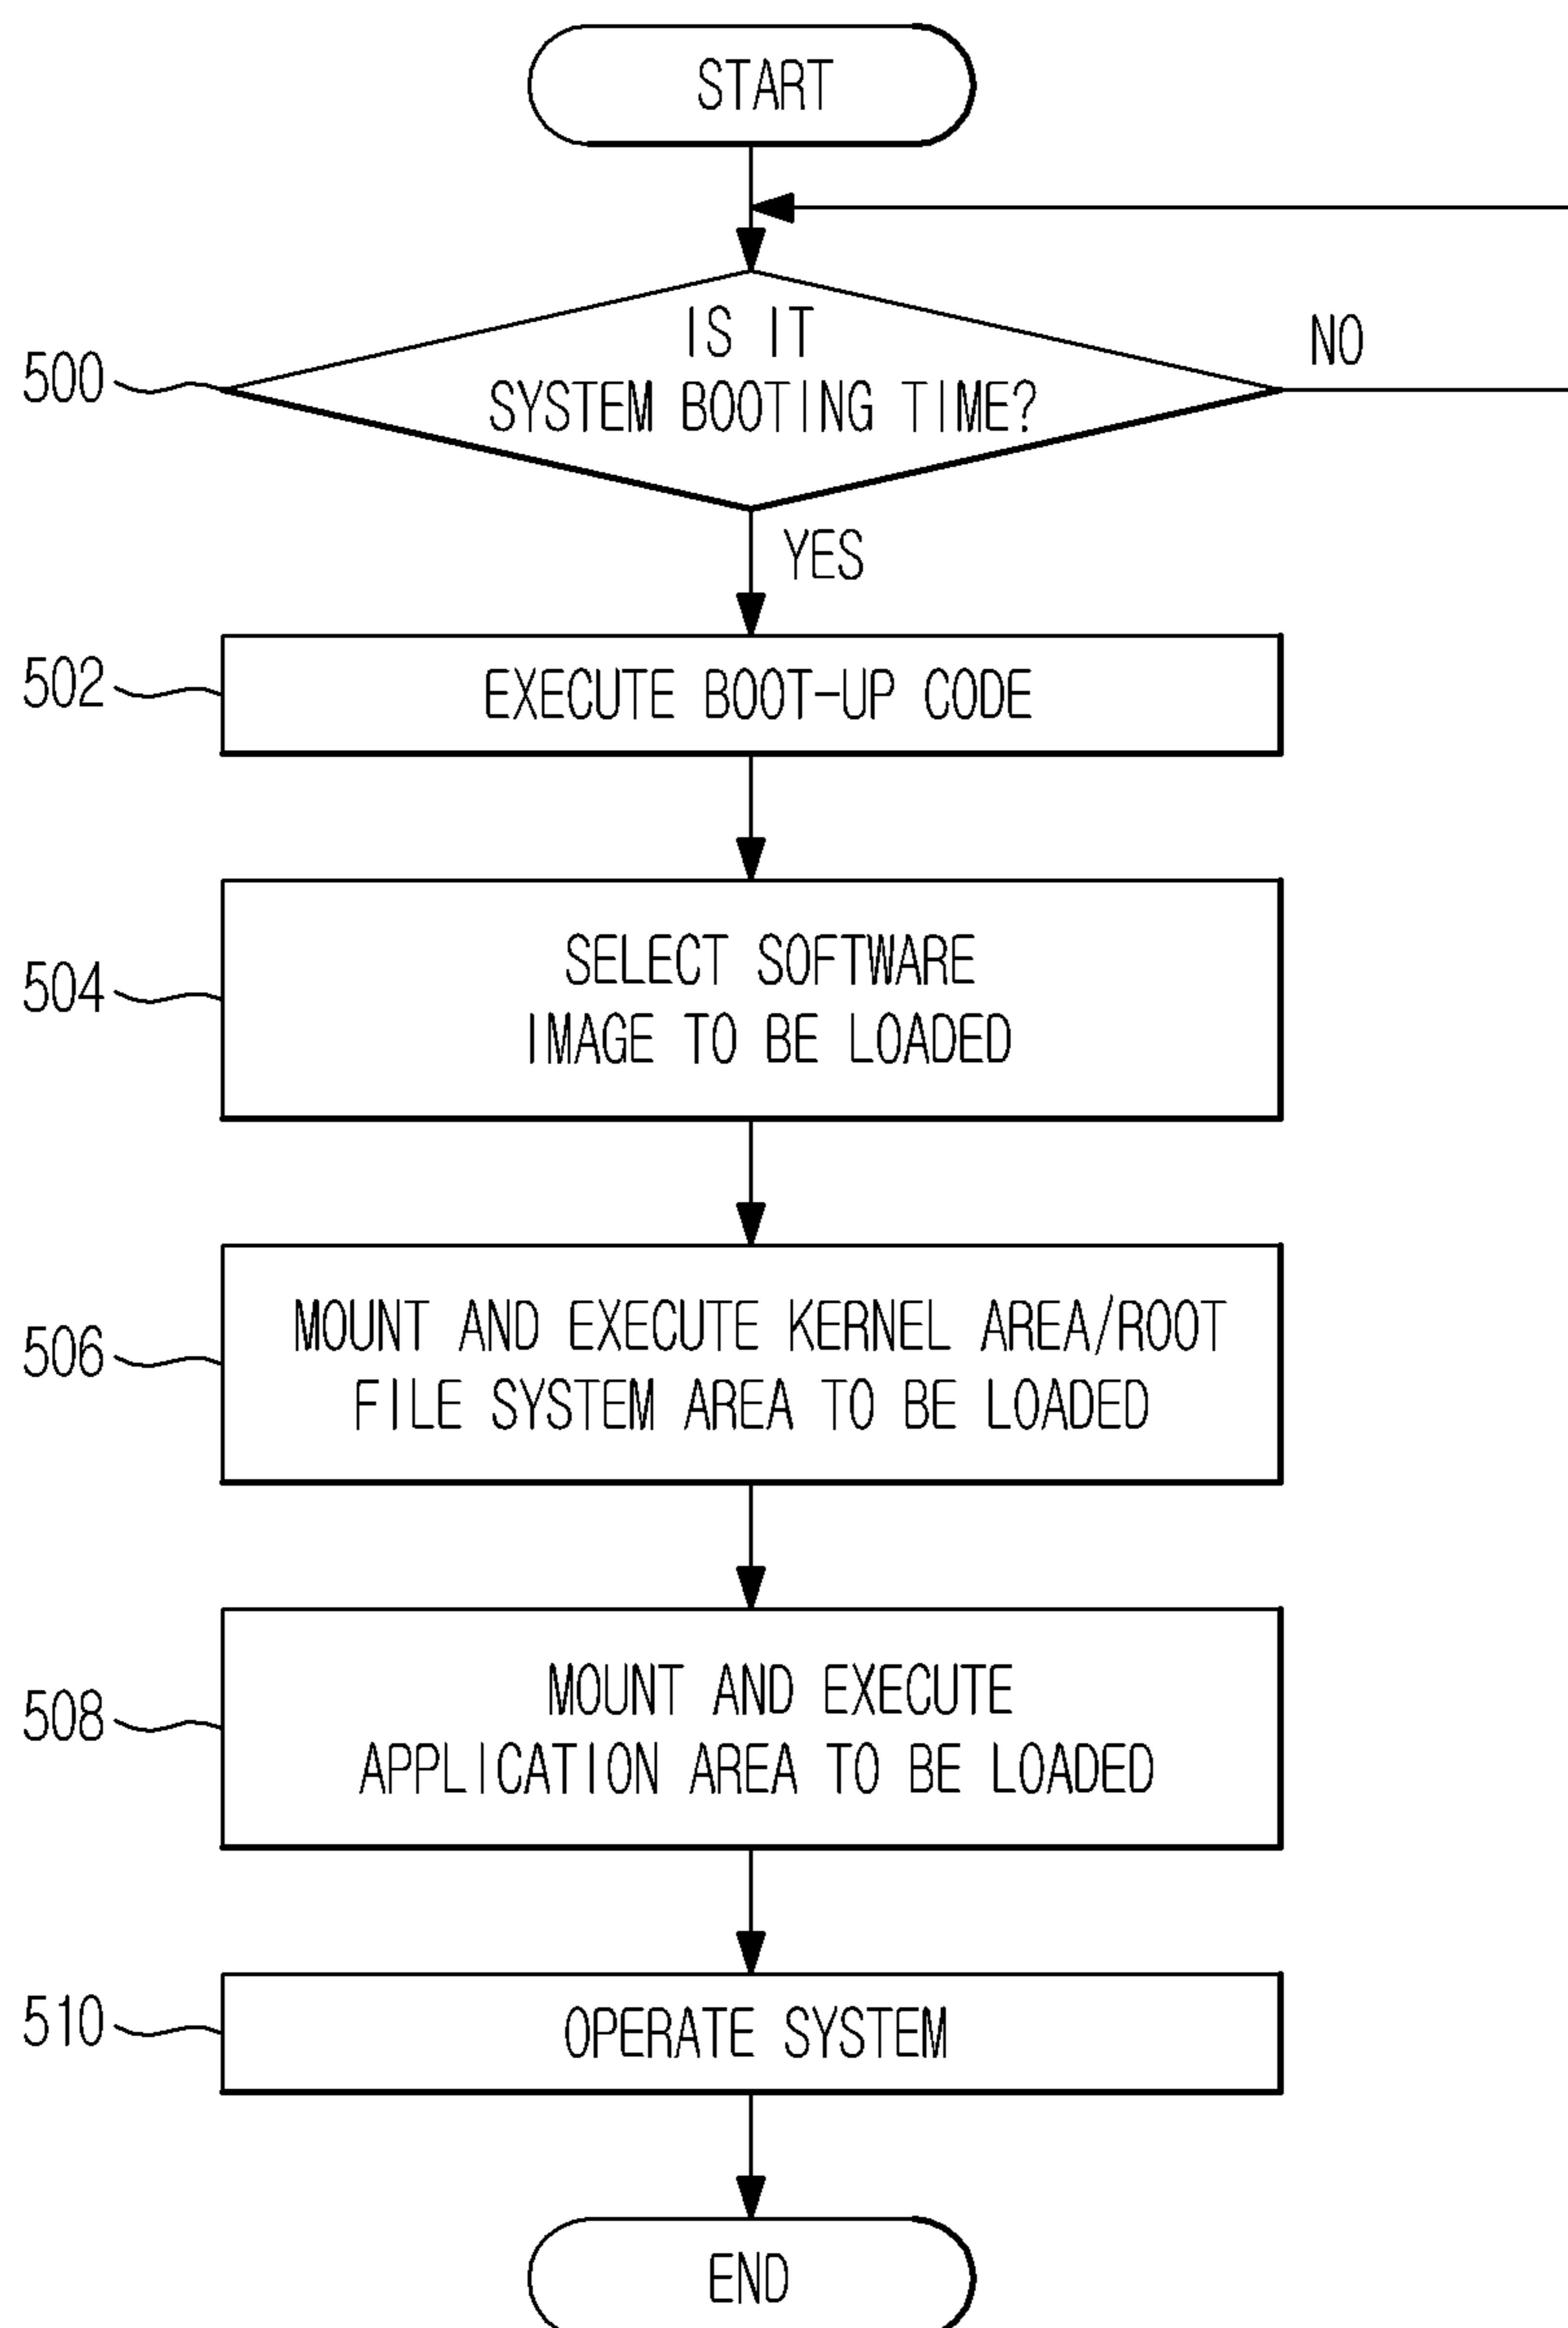 START
IS IT
SYSTEM BOOTING TIME?
NO
500
YES
502
EXECUTE BOOT-UP CODE
504
SELECT SOFTWARE
IMAGE TO BE LOADED
506
MOUNT AND EXECUTE KERNEL AREA/ROOT
FILE SYSTEM AREA TO BE LOADED
508
MOUNT AND EXECUTE
APPLICATION AREA TO BE LOADED
510
OPERATE SYSTEM
END